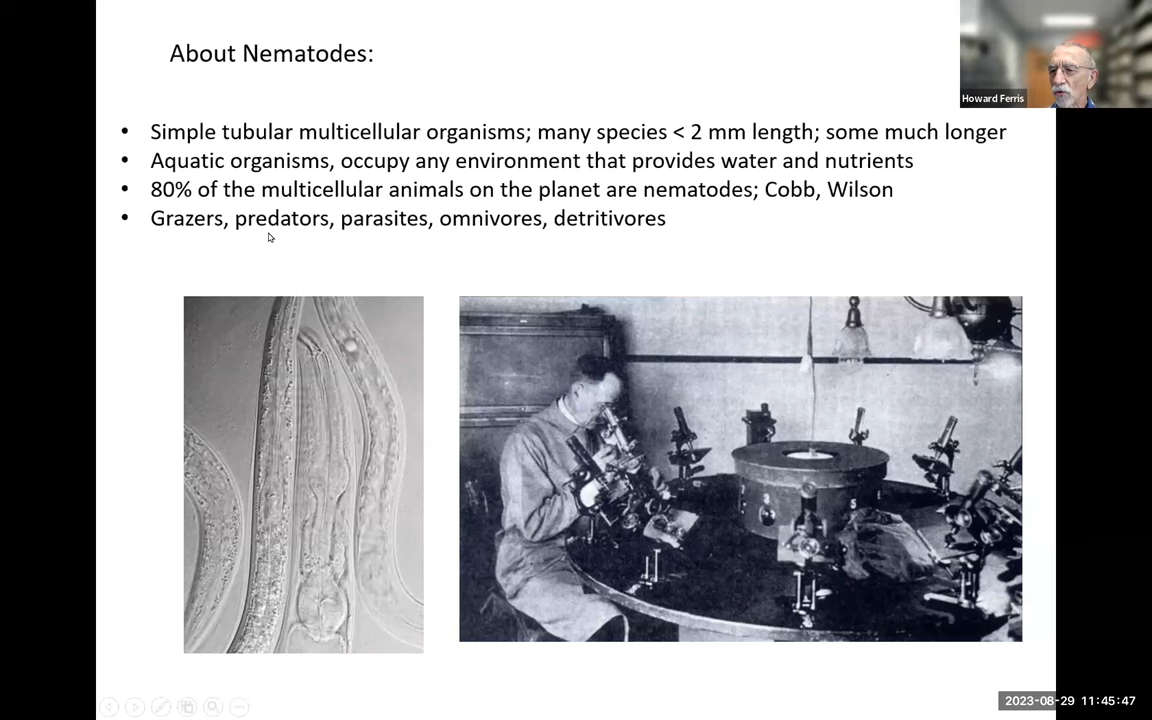 About Nematodes:
Howard Ferris
• Simple tubular multicellular organisms; many species < 2 mm length; some much longer
• Aquatic organisms, occupy any environment that provides water and nutrients
• 80% of the multicellular animals on the planet are nematodes; Cobb, Wilson
• Grazers, predators, parasites, omnivores, detritivores
2023-08-29 11:45:47